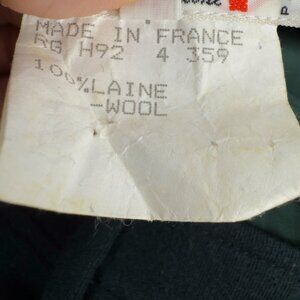 MADE IN FRANCE
RG H92 4 359
100% LAINE
-WOOL